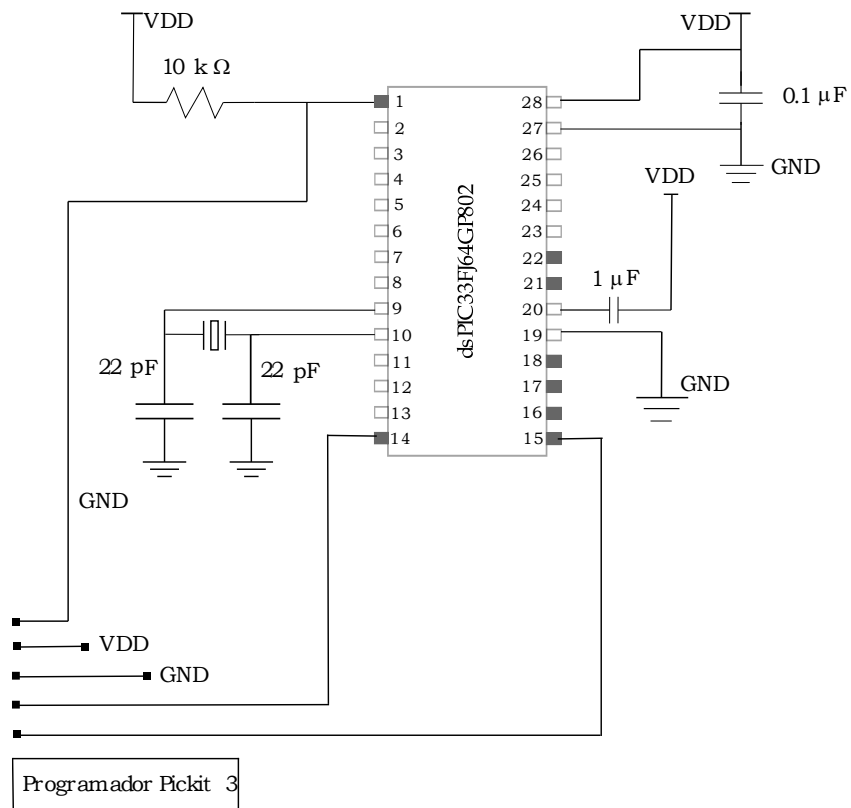 VDD
10 k Ω
VDD
0.1 µF
GND
VDD
1 µF
GND
22 pF
22 pF
GND
dsPIC33FJ64GP802
1
2
3
4
5
6
7
8
9
10
11
12
13
14
28
27
26
25
24
23
22
21
20
19
18
17
16
15
VDD
GND
Programador Pickit 3